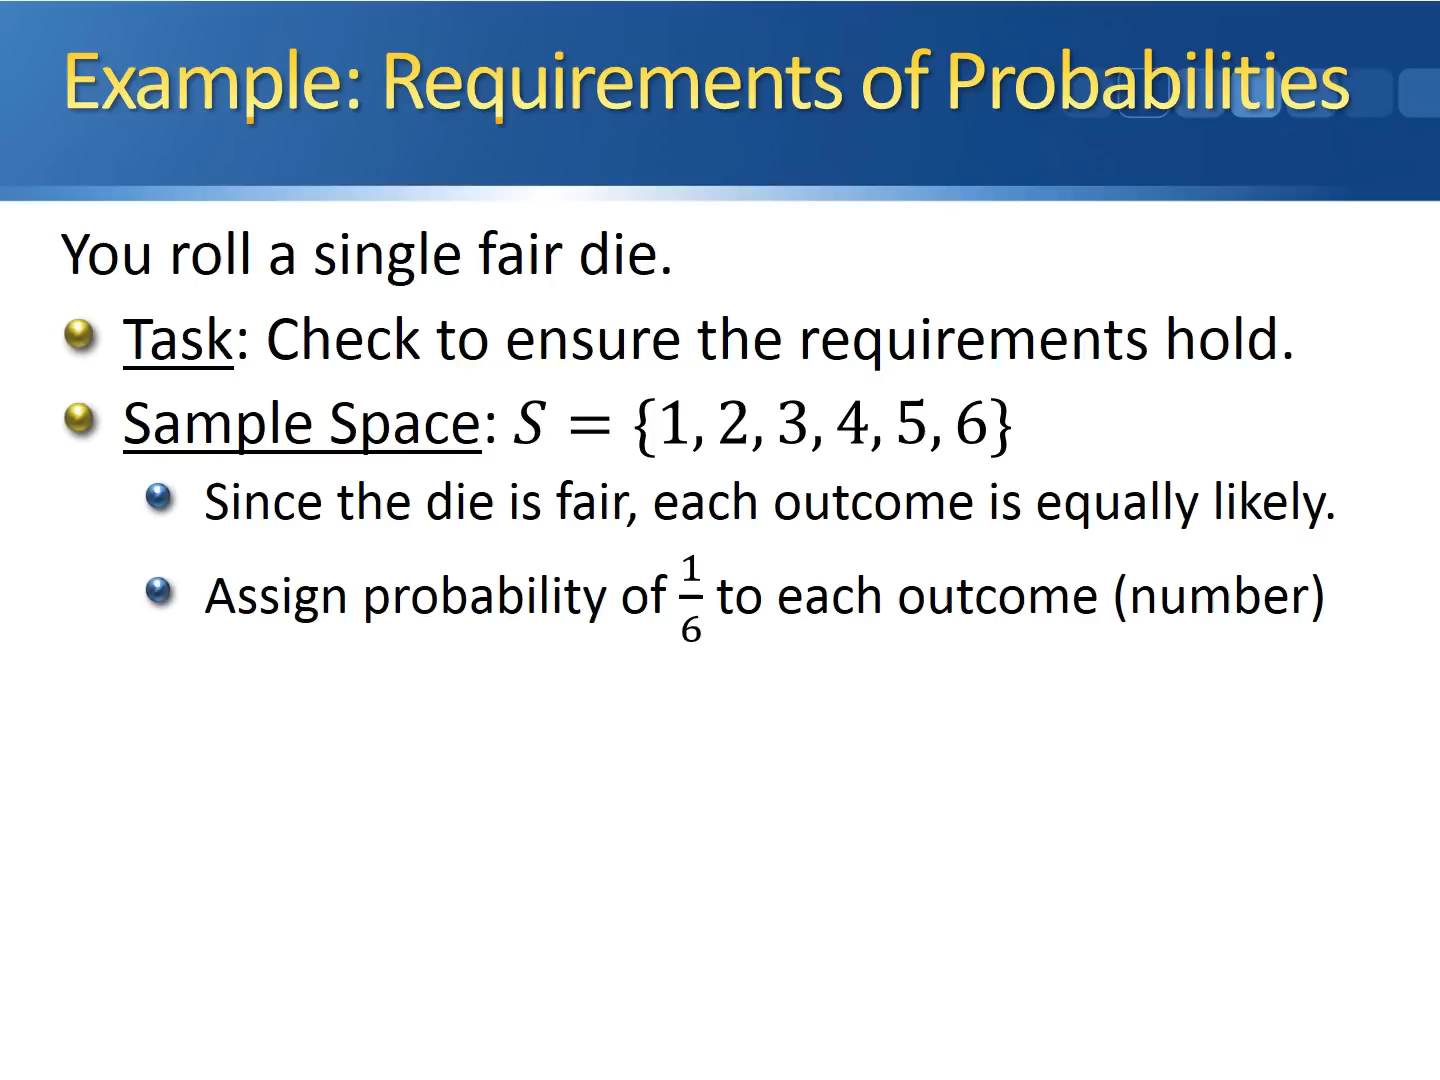 Example: Requirements of Probabilities
You roll a single fair die.
Task: Check to ensure the requirements hold.
Sample Space: S = {1, 2, 3, 4, 5, 6}
Since the die is fair, each outcome is equally likely.
Assign probability of 1/6 to each outcome (number)